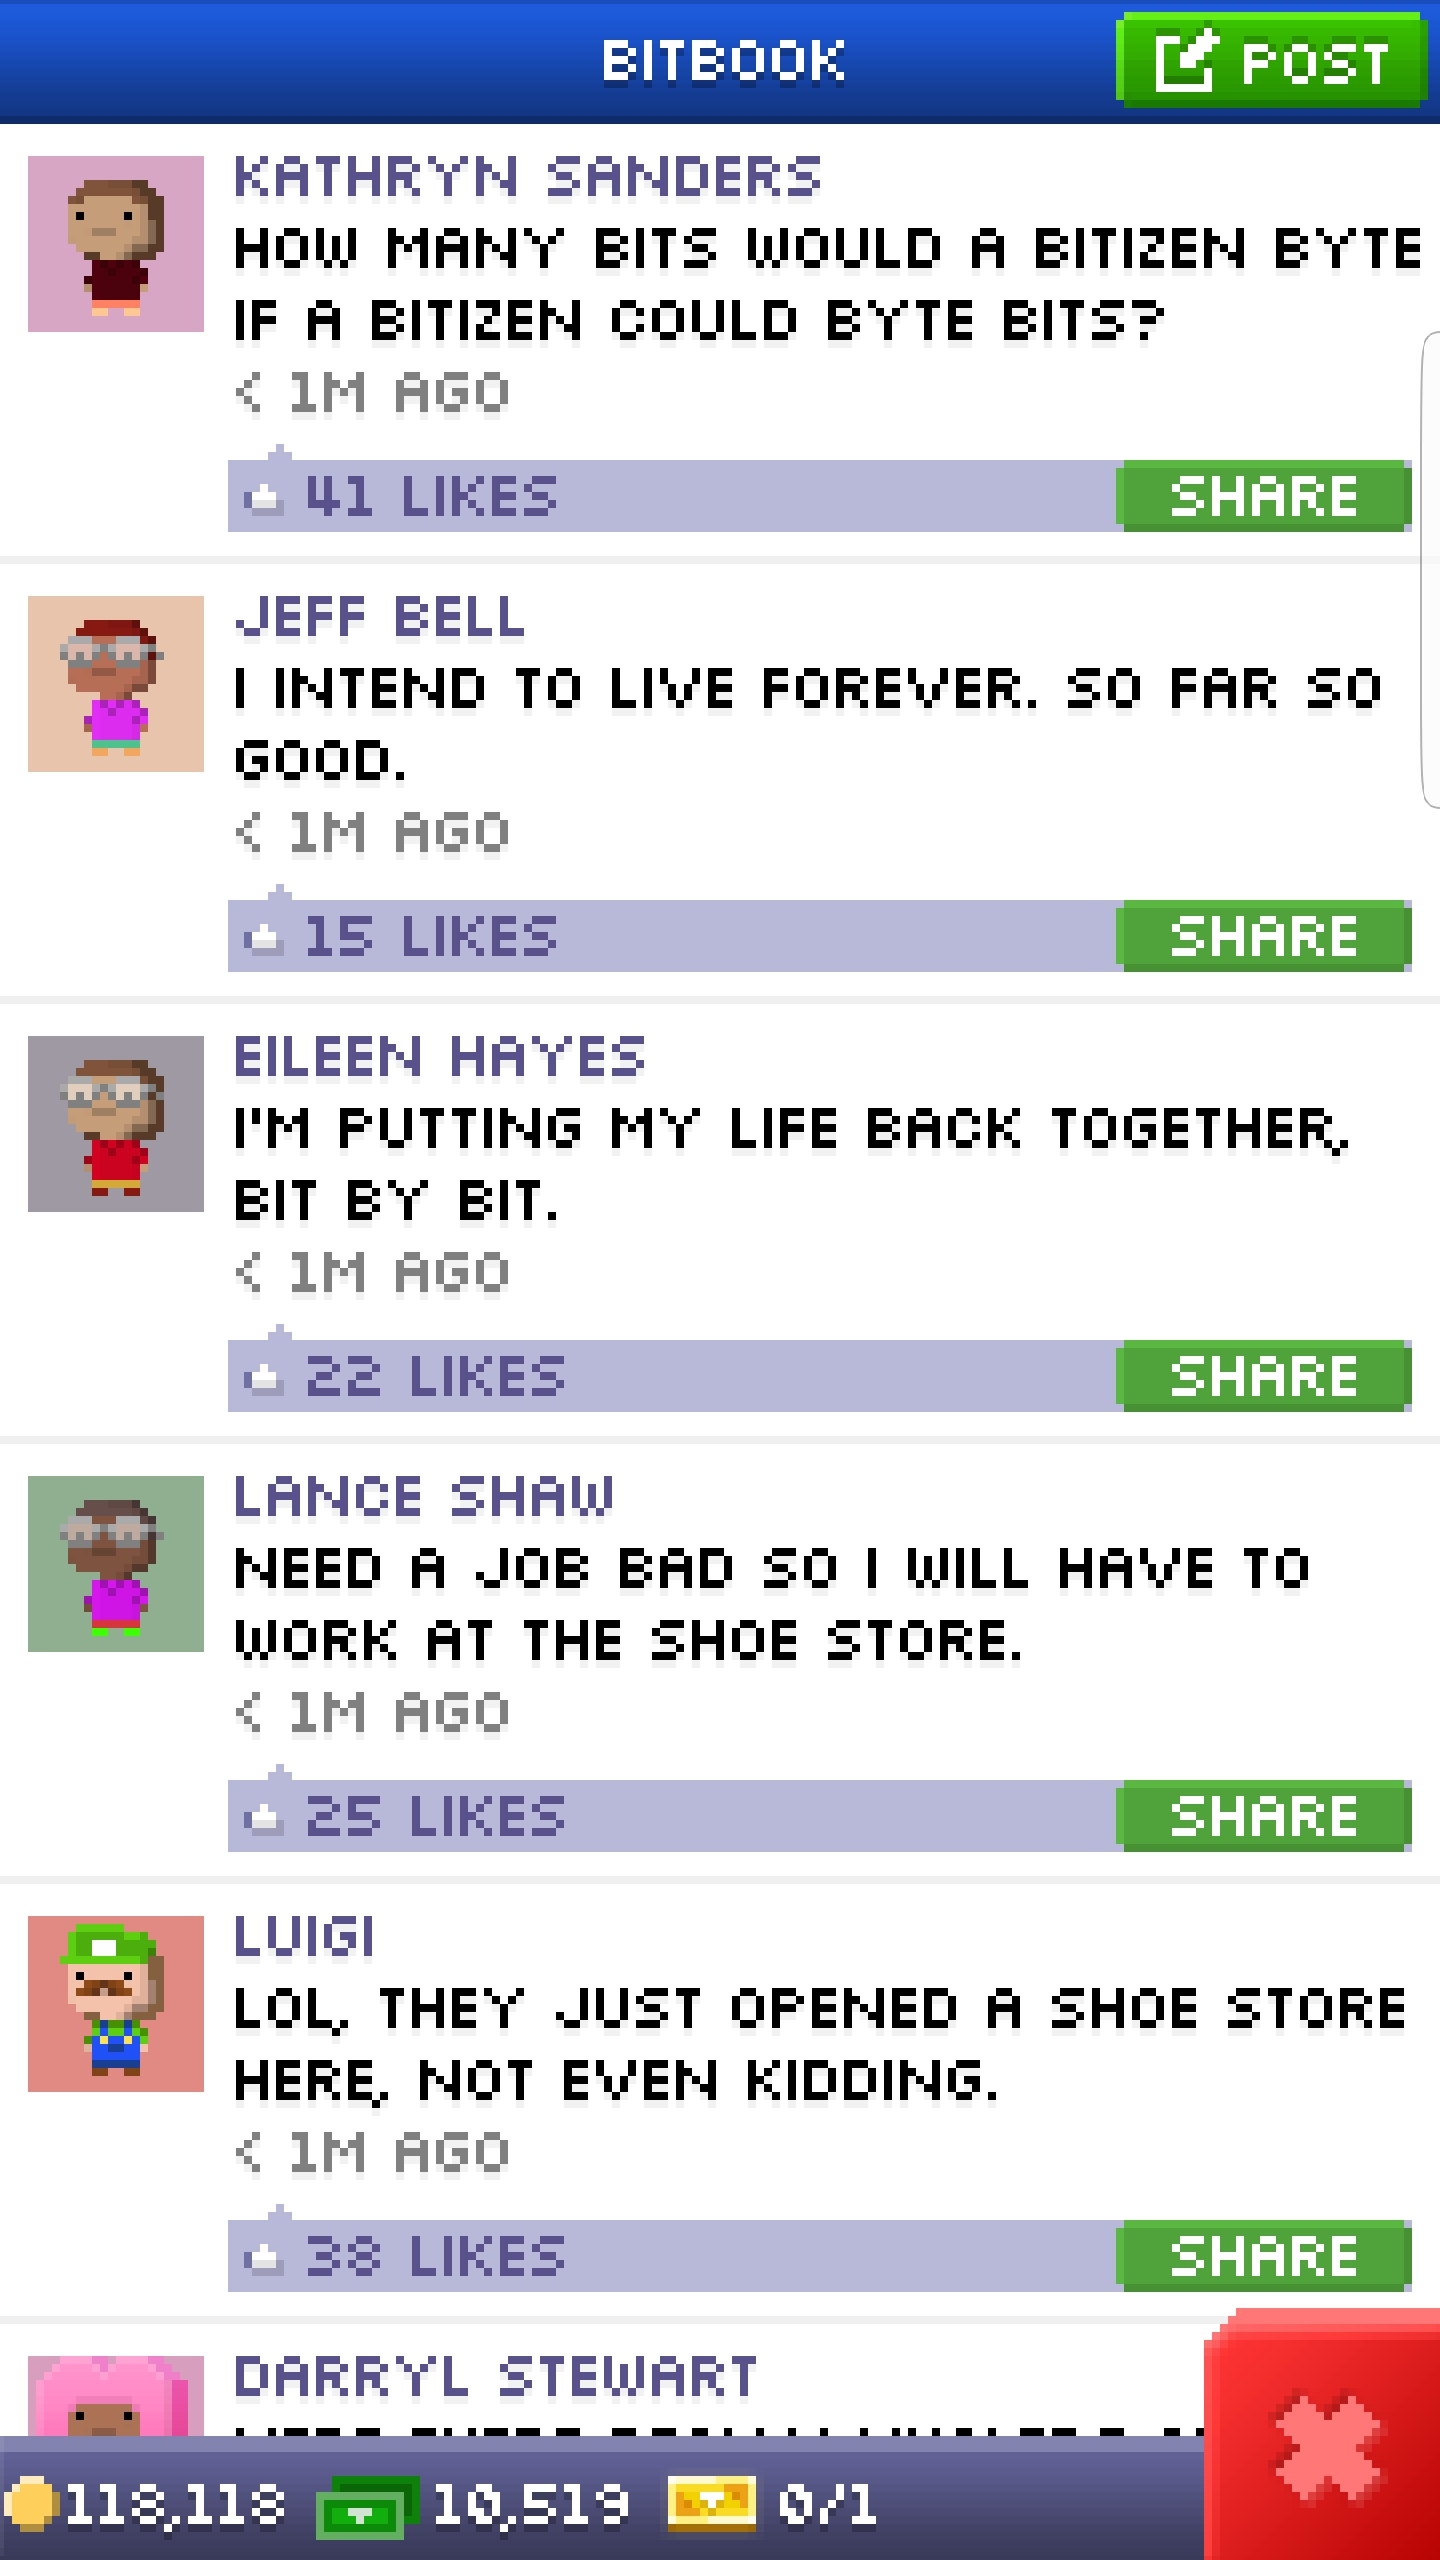 BITBOOK
POST
KATHRYN SANDERS
HOW MANY BITS WOULD A BITIZEN BYTE
IF A BITIZEN COULD BYTE BITS?
< 1M AGO
41 LIKES
SHARE
JEFF BELL
I INTEND TO LIVE FOREVER. SO FAR SO
GOOD.
< 1M AGO
15 LIKES
SHARE
EILEEN HAYES
I'M PUTTING MY LIFE BACK TOGETHER,
BIT BY BIT.
< 1M AGO
22 LIKES
SHARE
LANCE SHAW
NEED A JOB BAD SO I WILL HAVE TO
WORK AT THE SHOE STORE.
< 1M AGO
25 LIKES
SHARE
LUIGI
LOL, THEY JUST OPENED A SHOE STORE
HERE, NOT EVEN KIDDING.
< 1M AGO
38 LIKES
SHARE
DARRYL STEWART
118,118
10,519
0/1